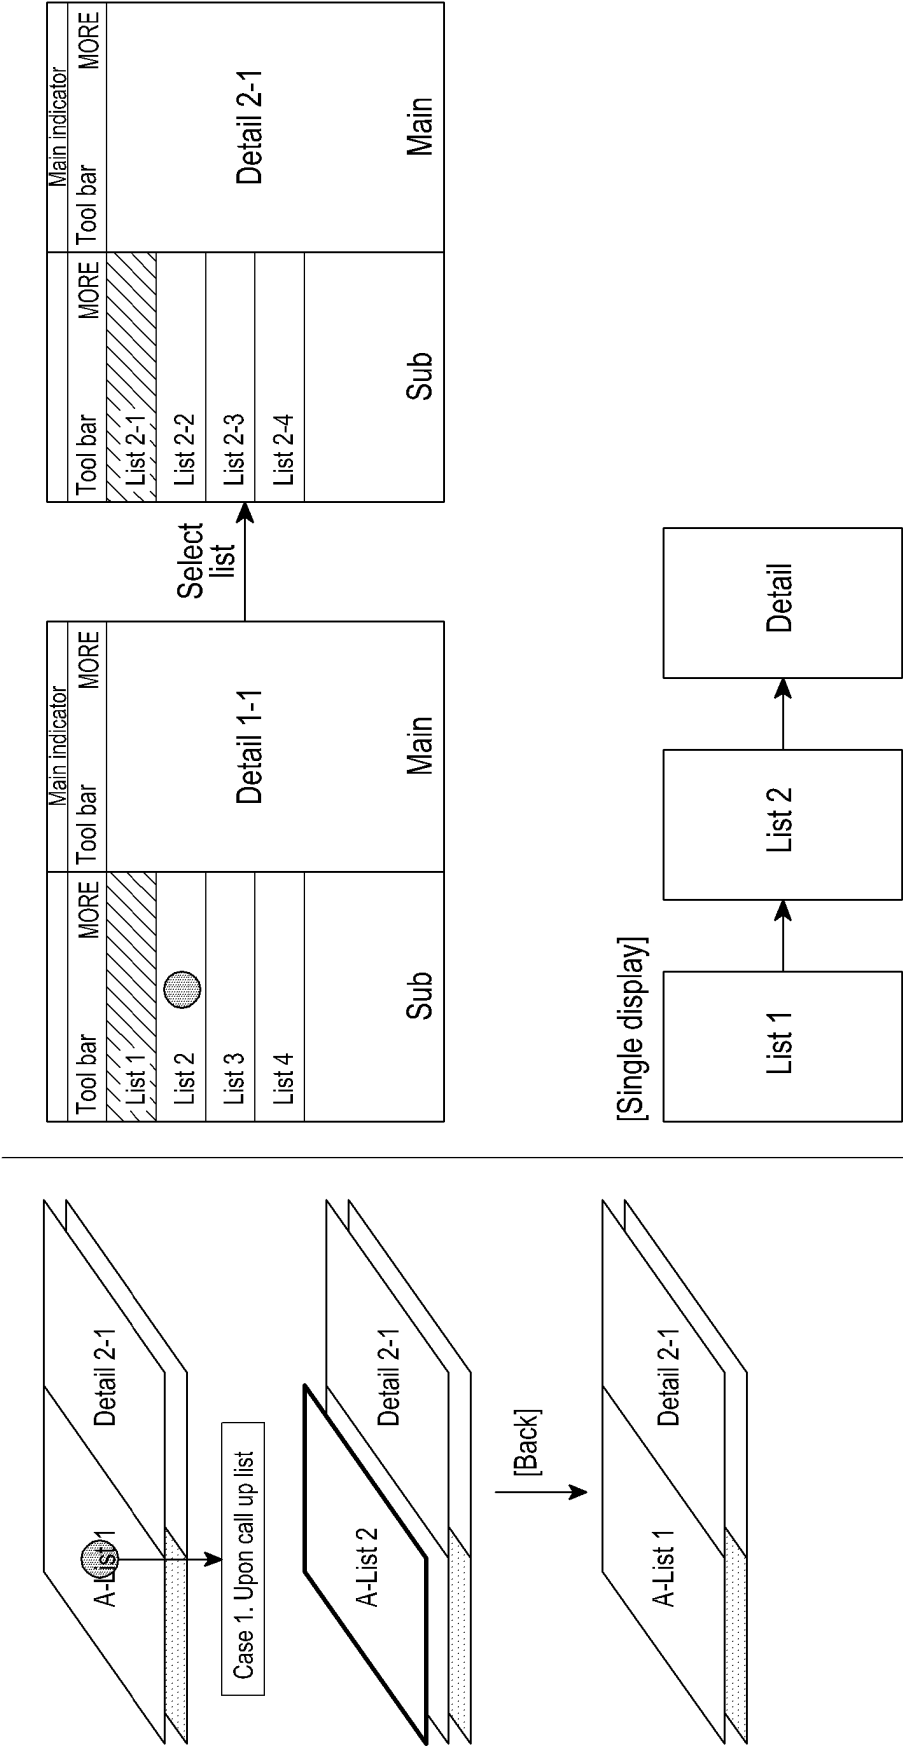 A-List 1
Detail 2-1
Case 1. Upon call up list
A-List 2
Detail 2-1
[Back]
A-List 1
Detail 2-1
Main indicator
Tool bar MORE
Tool bar MORE
List 1
List 2
List 3
List 4
Detail 1-1
Sub
Main
Select
list
Main indicator
Tool bar MORE
Tool bar MORE
List 2-1
List 2-2
List 2-3
List 2-4
Detail 2-1
Sub
Main
[Single display]
List 1
List 2
Detail